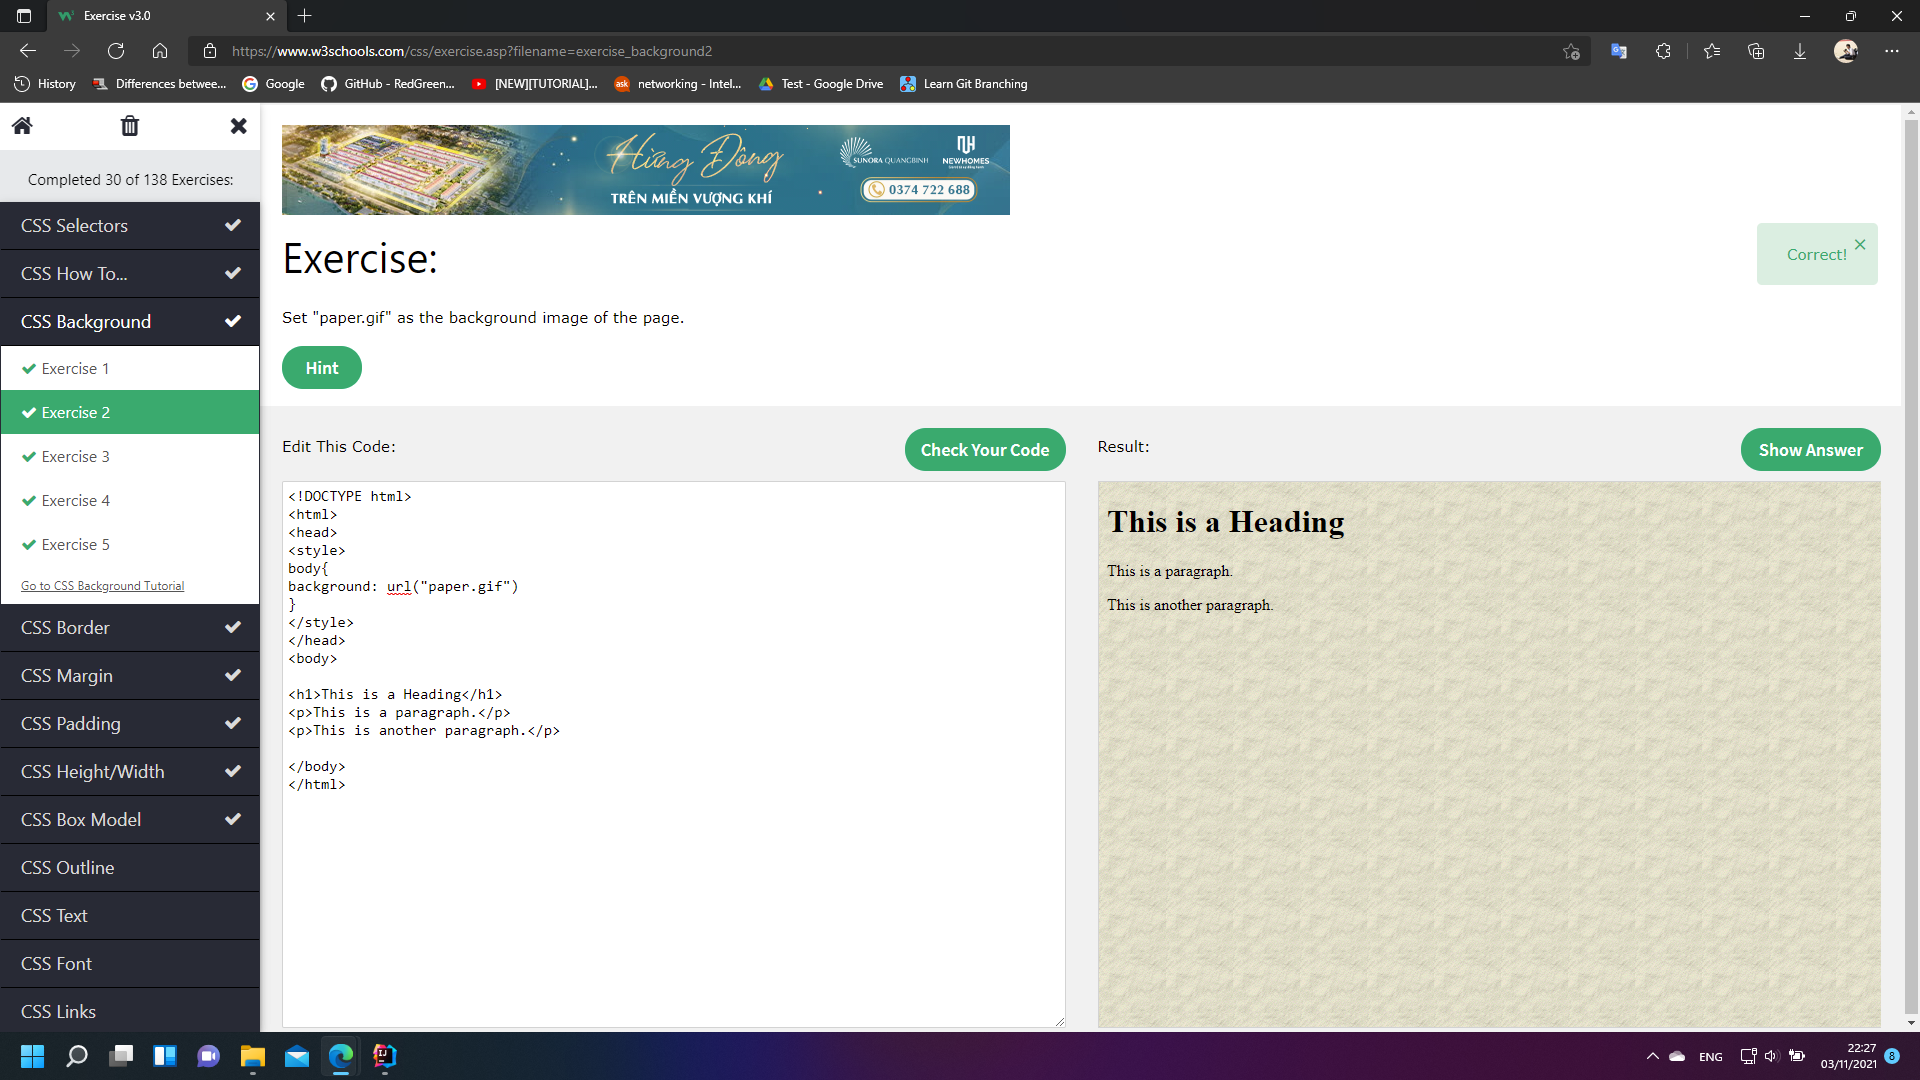 Exercise v3.0
https://www.w3schools.com/css/exercise.asp?filename=exercise_background2
History
Differences betwee...
Google
GitHub - RedGreen...
[NEW][TUTORIAL]...
ask
networking - Intel...
Test - Google Drive
Learn Git Branching
Completed 30 of 138 Exercises:
CSS Selectors
CSS How To...
CSS Background
Exercise 1
Exercise 2
Exercise 3
Exercise 4
Exercise 5
Go to CSS Background Tutorial
CSS Border
CSS Margin
CSS Padding
CSS Height/Width
CSS Box Model
CSS Outline
CSS Text
CSS Font
CSS Links
Hừng Đông
TRÊN MIỀN VƯỢNG KHÍ
SUNORA QUANGBINH
NEWHOMES
0374 722 688
Exercise:
Correct!
Set "paper.gif" as the background image of the page.
Hint
Edit This Code:
Check Your Code
<!DOCTYPE html>
<html>
<head>
<style>
body{
background: url("paper.gif")
}
</style>
</head>
<body>
<h1>This is a Heading</h1>
<p>This is a paragraph.</p>
<p>This is another paragraph.</p>
</body>
</html>
Result:
Show Answer
This is a Heading
This is a paragraph.
This is another paragraph.
ENG
22:27
03/11/2021
8